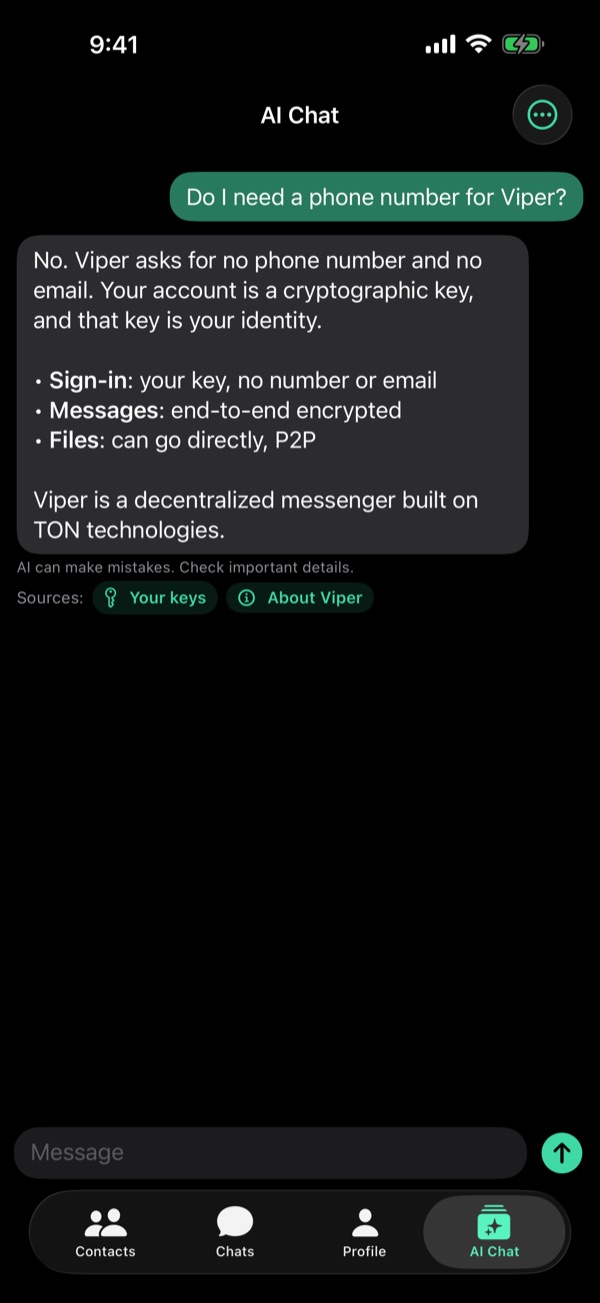 9:41
AI Chat
Do I need a phone number for Viper?
No. Viper asks for no phone number and no
email. Your account is a cryptographic key,
and that key is your identity.
• Sign-in: your key, no number or email
• Messages: end-to-end encrypted
• Files: can go directly, P2P
Viper is a decentralized messenger built on
TON technologies.
AI can make mistakes. Check important details.
Sources: Your keys About Viper
Message
Contacts Chats Profile AI Chat